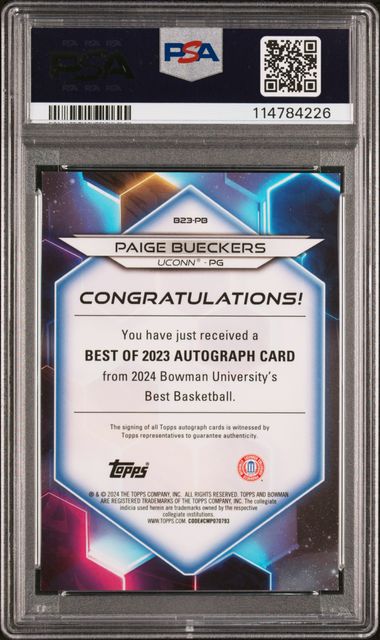 PSA
PSA
114784226
B23-PB
PAIGE BUECKERS
UCONN® - PG
CONGRATULATIONS!
You have just received a
BEST OF 2023 AUTOGRAPH CARD
from 2024 Bowman University's
Best Basketball.
The signing of all Topps autograph cards is witnessed by
Topps representatives to guarantee authenticity.
Topps
® & © 2024 THE TOPPS COMPANY, INC. ALL RIGHTS RESERVED. TOPPS AND BOWMAN
ARE REGISTERED TRADEMARKS OF THE TOPPS COMPANY, INC. The collegiate
indicia used herein are trademarks owned by the respective
collegiate institutions.
WWW.TOPPS.COM. CODE#CMP070793